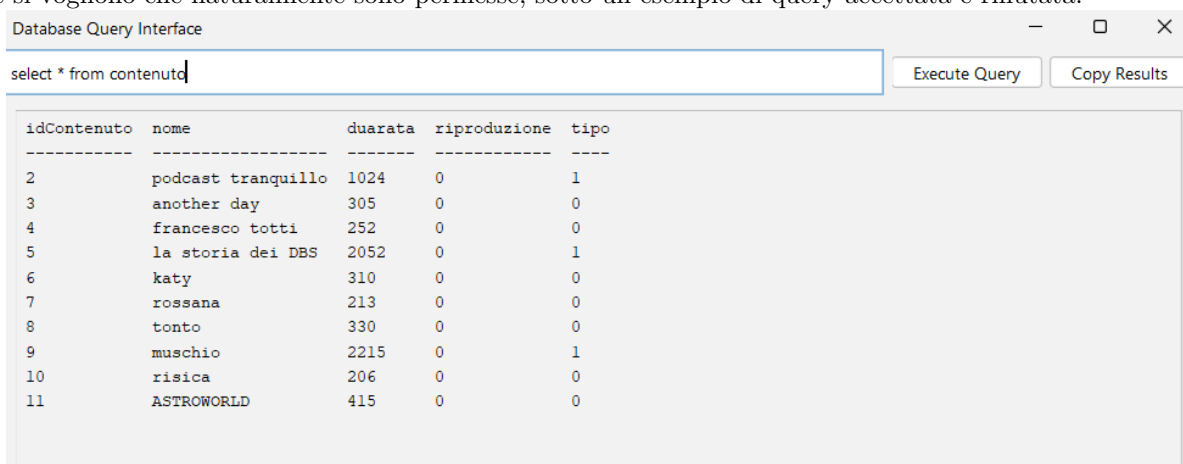 si vogliono che naturalmente sono permesse, sotto un esempio di query accettata e rifiutata.
Database Query Interface
select * from contenuto
Execute Query
Copy Results
idContenuto nome duarata riproduzione tipo
----------- ------------------ ------- ------------ ----
2 podcast tranquillo 1024 0 1
3 another day 305 0 0
4 francesco totti 252 0 0
5 la storia dei DBS 2052 0 1
6 katy 310 0 0
7 rossana 213 0 0
8 tonto 330 0 0
9 muschio 2215 0 1
10 risica 206 0 0
11 ASTROWORLD 415 0 0